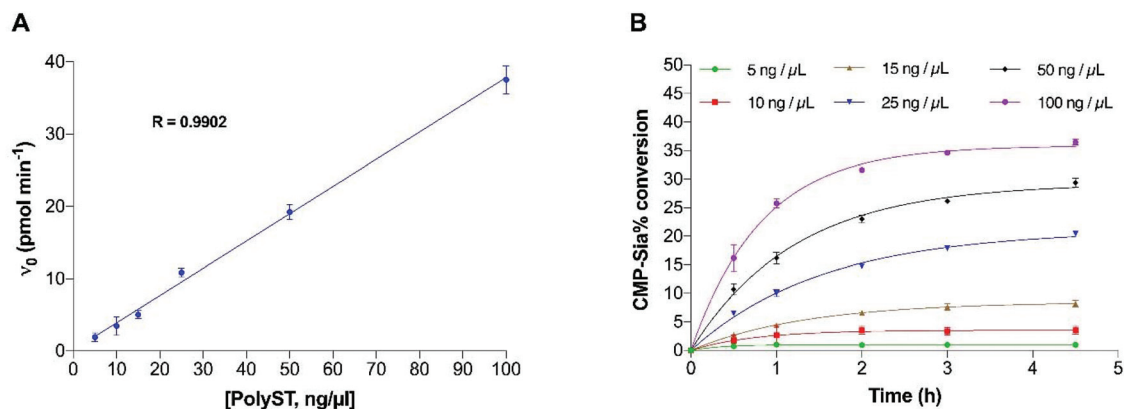 A
R = 0.9902
ν₀ (pmol min⁻¹)
40
30
20
10
0
0 10 20 30 40 50 60 70 80 90 100
[PolyST, ng/µl]
B
5 ng / µL 15 ng / µL 50 ng / µL
10 ng / µL 25 ng / µL 100 ng / µL
CMP-Sia% conversion
50
45
40
35
30
25
20
15
10
5
0
0 1 2 3 4 5
Time (h)